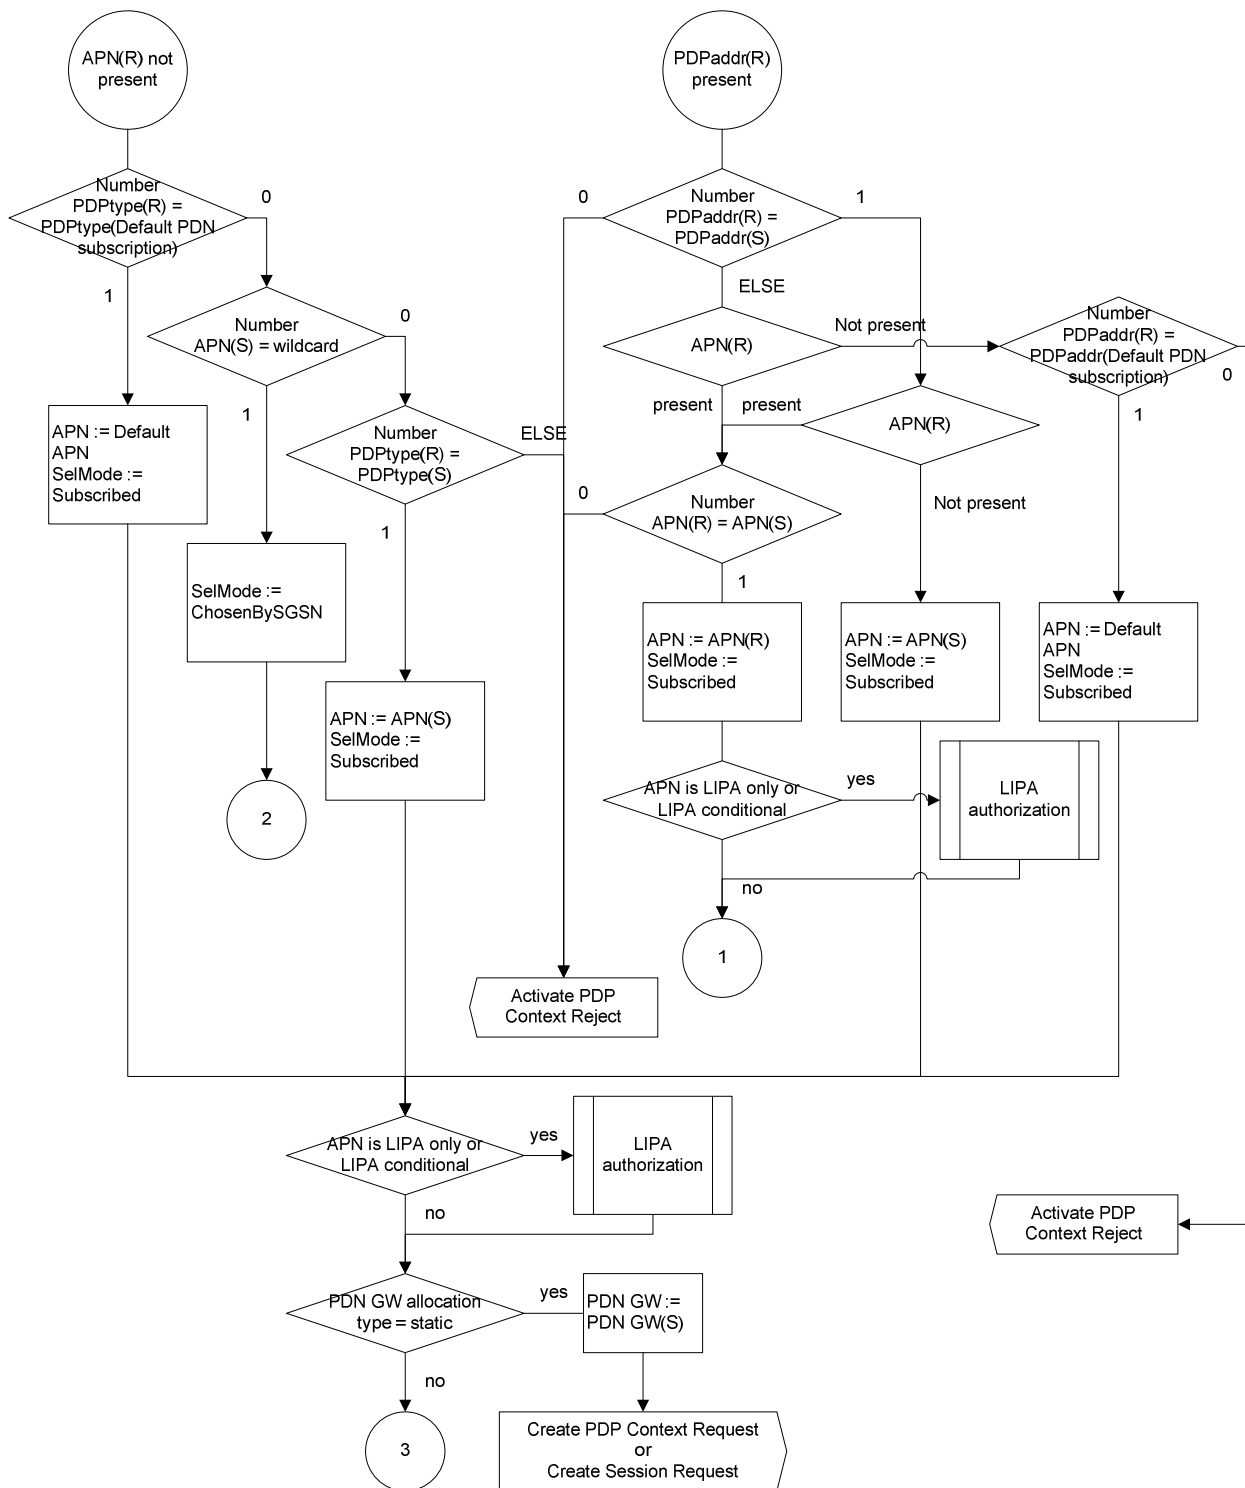 APN(R) not
present
PDPaddr(R)
present
Number
PDPtype(R) =
PDPtype(Default PDN
subscription)
0
1
Number
APN(S) = wildcard
0
1
Number
PDPtype(R) =
PDPtype(S)
ELSE
1
APN := Default
APN
SelMode :=
Subscribed
SelMode :=
ChosenBySGSN
2
APN := APN(S)
SelMode :=
Subscribed
0
Number
PDPaddr(R) =
PDPaddr(S)
1
ELSE
APN(R)
Not present
Number
PDPaddr(R) =
PDPaddr(Default PDN
subscription)
0
1
present
present
APN(R)
Not present
0
Number
APN(R) = APN(S)
1
APN := APN(R)
SelMode :=
Subscribed
APN := APN(S)
SelMode :=
Subscribed
APN := Default
APN
SelMode :=
Subscribed
APN is LIPA only or
LIPA conditional
yes
LIPA
authorization
no
1
Activate PDP
Context Reject
APN is LIPA only or
LIPA conditional
yes
LIPA
authorization
no
Activate PDP
Context Reject
PDN GW allocation
type = static
yes
PDN GW :=
PDN GW(S)
no
3
Create PDP Context Request
or
Create Session Request